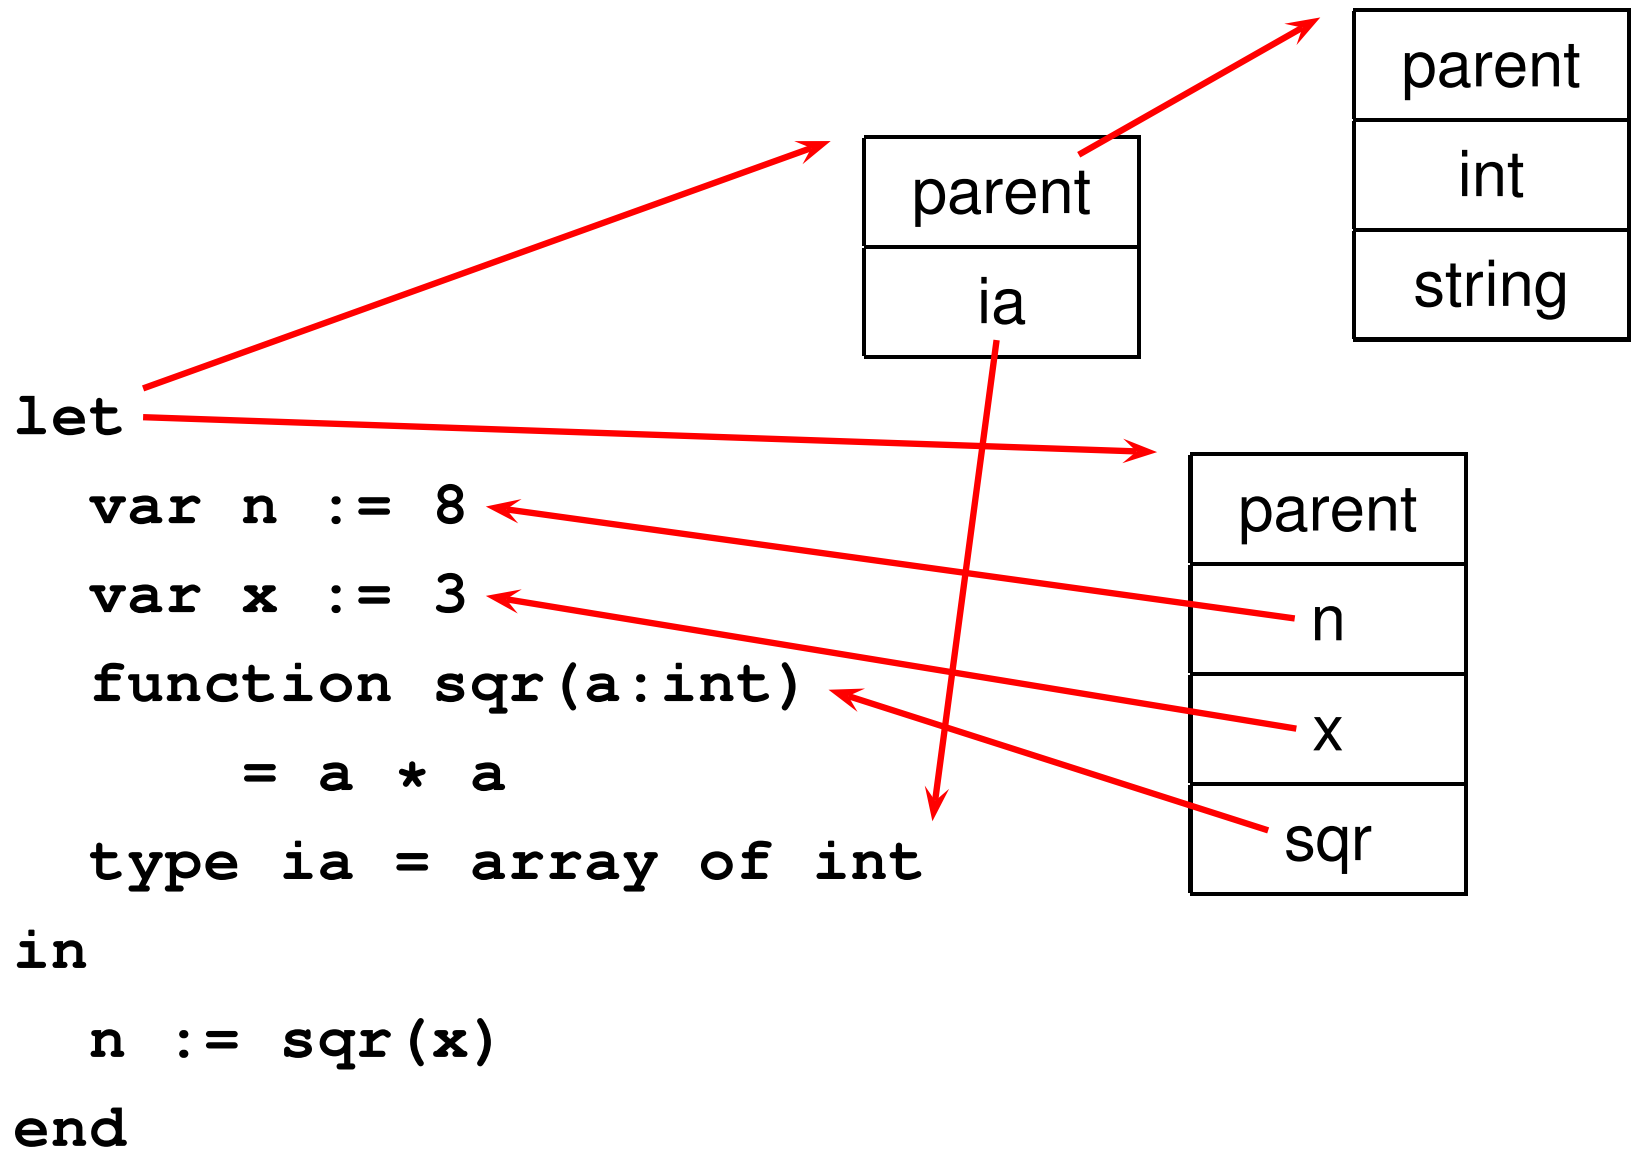 parent
int
string
parent
ia
let
var n := 8
var x := 3
function sqr(a:int)
= a * a
type ia = array of int
in
n := sqr(x)
end
parent
n
x
sqr